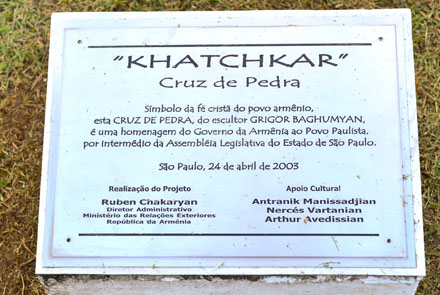 "KHATCHKAR"
Cruz de Pedra
Símbolo da fé cristã do povo armênio,
esta CRUZ DE PEDRA, do escultor GRIGOR BAGHUMYAN,
é uma homenagem do Governo da Armênia ao Povo Paulista,
por intermédio da Assembléia Legislativa do Estado de São Paulo.
São Paulo, 24 de abril de 2003
Realização do Projeto
Ruben Chakaryan
Diretor Administrativo
Ministério das Relações Exteriores
República da Armênia
Apoio Cultural
Antranik Manissadjian
Nercés Vartanian
Arthur Avedissian